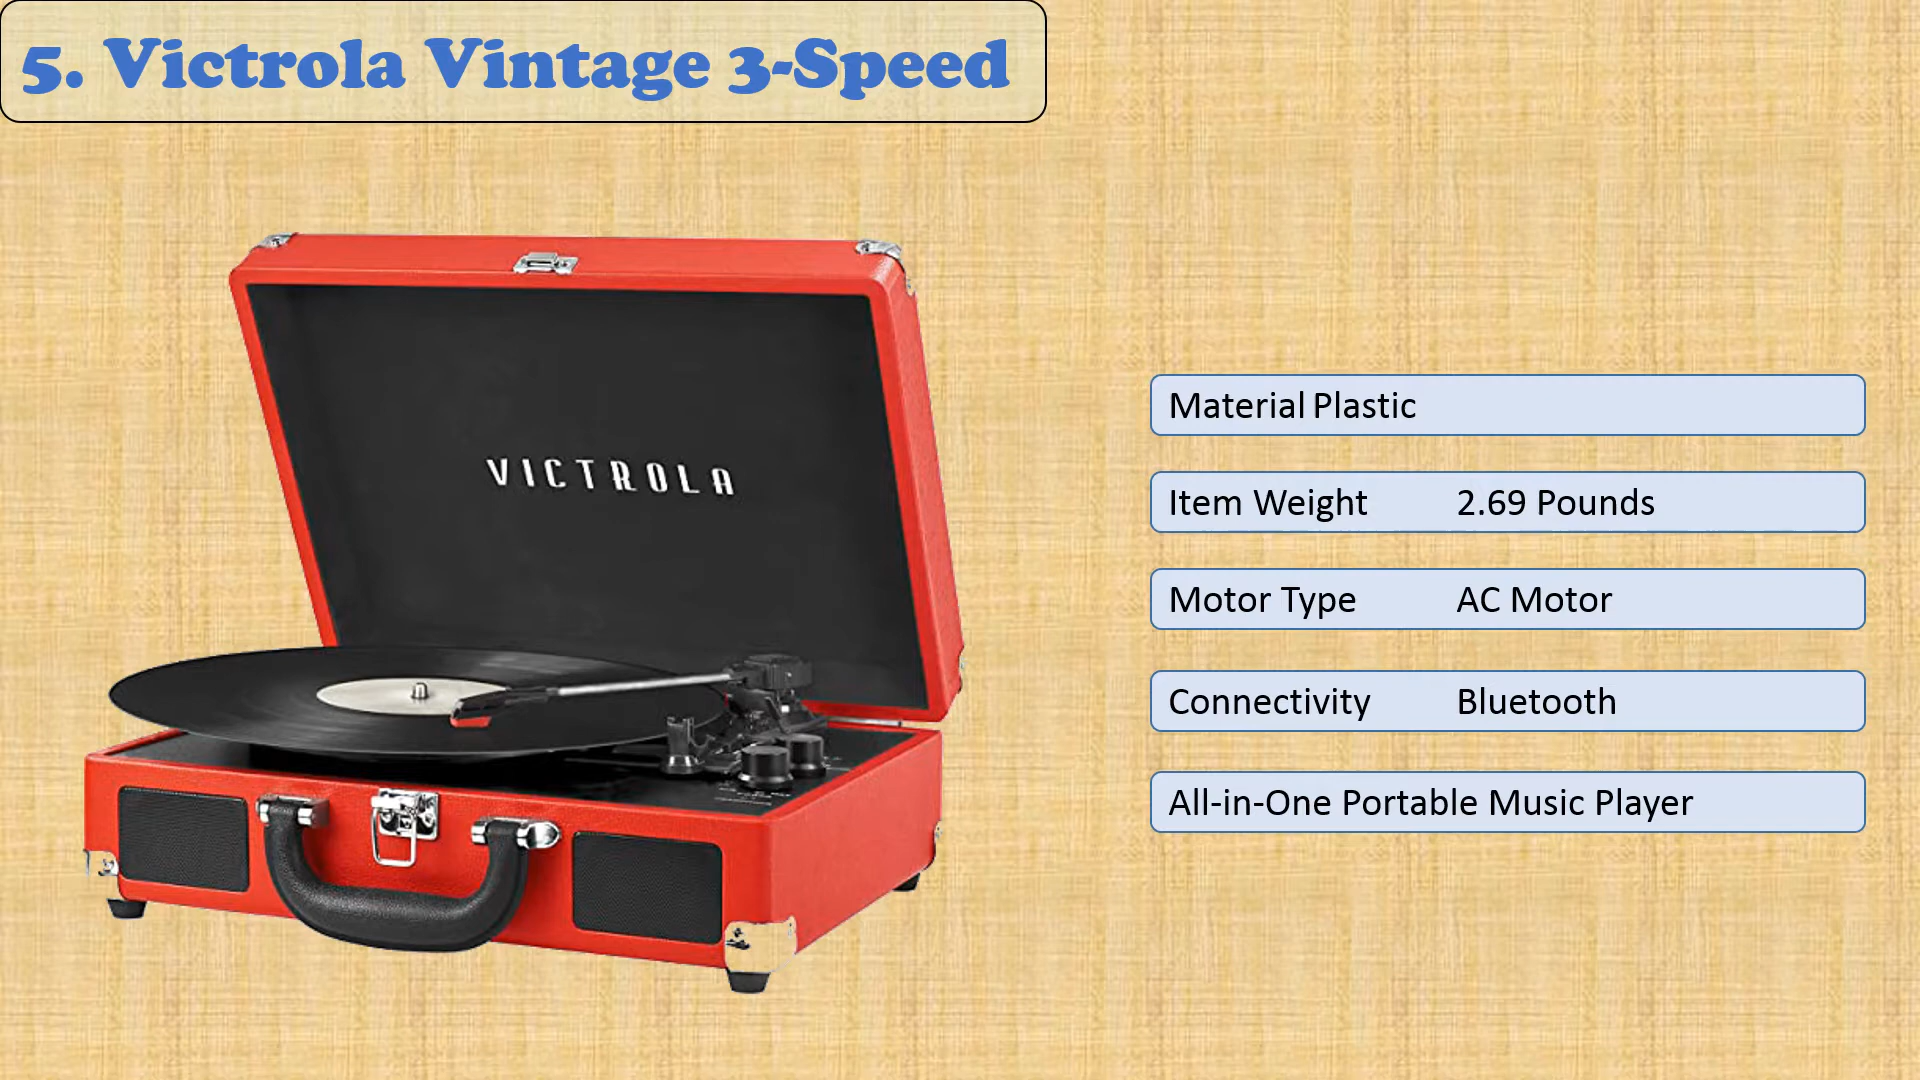 5. Victrola Vintage 3-Speed
VICTROLA
Material Plastic
Item Weight 2.69 Pounds
Motor Type AC Motor
Connectivity Bluetooth
All-in-One Portable Music Player